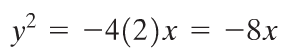 y² = −4(2)x = −8x